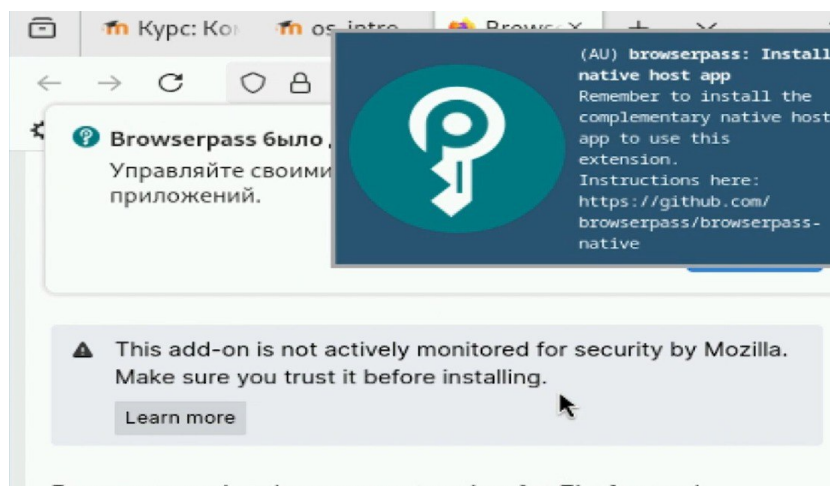 Курс: Ко
os_intro
Brows
(AU) browserpass: Install
native host app
Remember to install the
complementary native host
app to use this
extension.
Instructions here:
https://github.com/
browserpass/browserpass-
native
Browserpass было
Управляйте своими
приложений.
This add-on is not actively monitored for security by Mozilla.
Make sure you trust it before installing.
Learn more